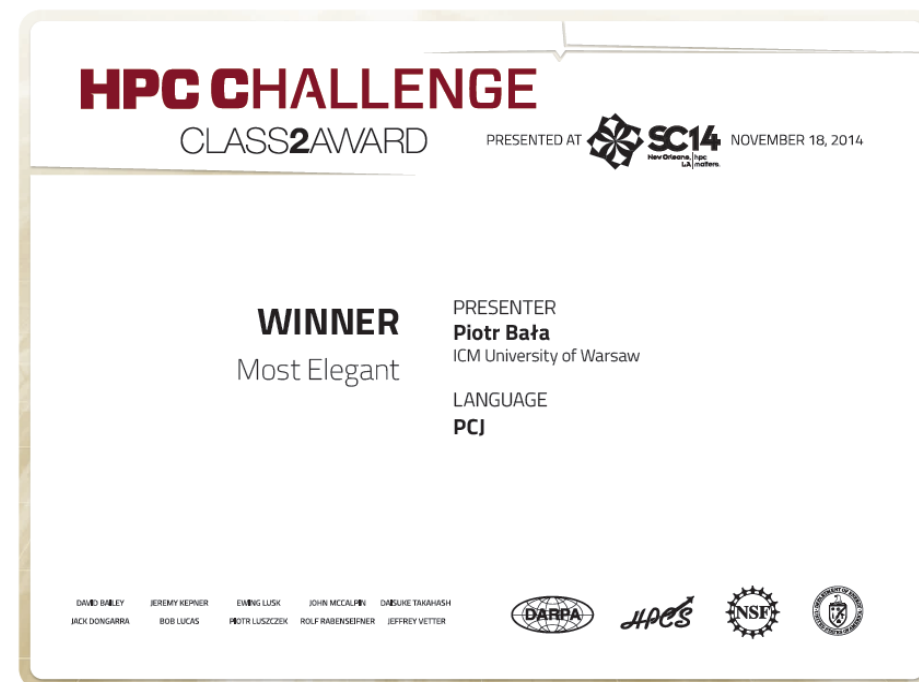 HPC CHALLENGE
CLASS2AWARD
PRESENTED AT
SC14
New Orleans, LA
hpc matters.
NOVEMBER 18, 2014
WINNER
Most Elegant
PRESENTER
Piotr Bała
ICM University of Warsaw
LANGUAGE
PCJ
DAVID BAILEY JEREMY KEPNER EWING LUSK JOHN MCCALPIN DAISUKE TAKAHASH
JACK DONGARRA BOB LUCAS PIOTR LUSZCZEK ROLF RABENSEIFNER JEFFREY VETTER
DARPA
HPCS
NSF